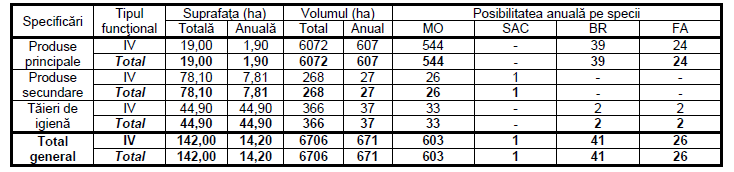 Specificări Tipul funcţional Suprafaţa (ha) Volumul (ha) Posibilitatea anuală pe specii
Totală Anuală Total Anual MO SAC BR FA
Produse principale IV 19,00 1,90 6072 607 544 - 39 24
Total 19,00 1,90 6072 607 544 - 39 24
Produse secundare IV 78,10 7,81 268 27 26 1 - -
Total 78,10 7,81 268 27 26 1 - -
Tăieri de igienă IV 44,90 44,90 366 37 33 - 2 2
Total 44,90 44,90 366 37 33 - 2 2
Total general IV 142,00 14,20 6706 671 603 1 41 26
Total 142,00 14,20 6706 671 603 1 41 26